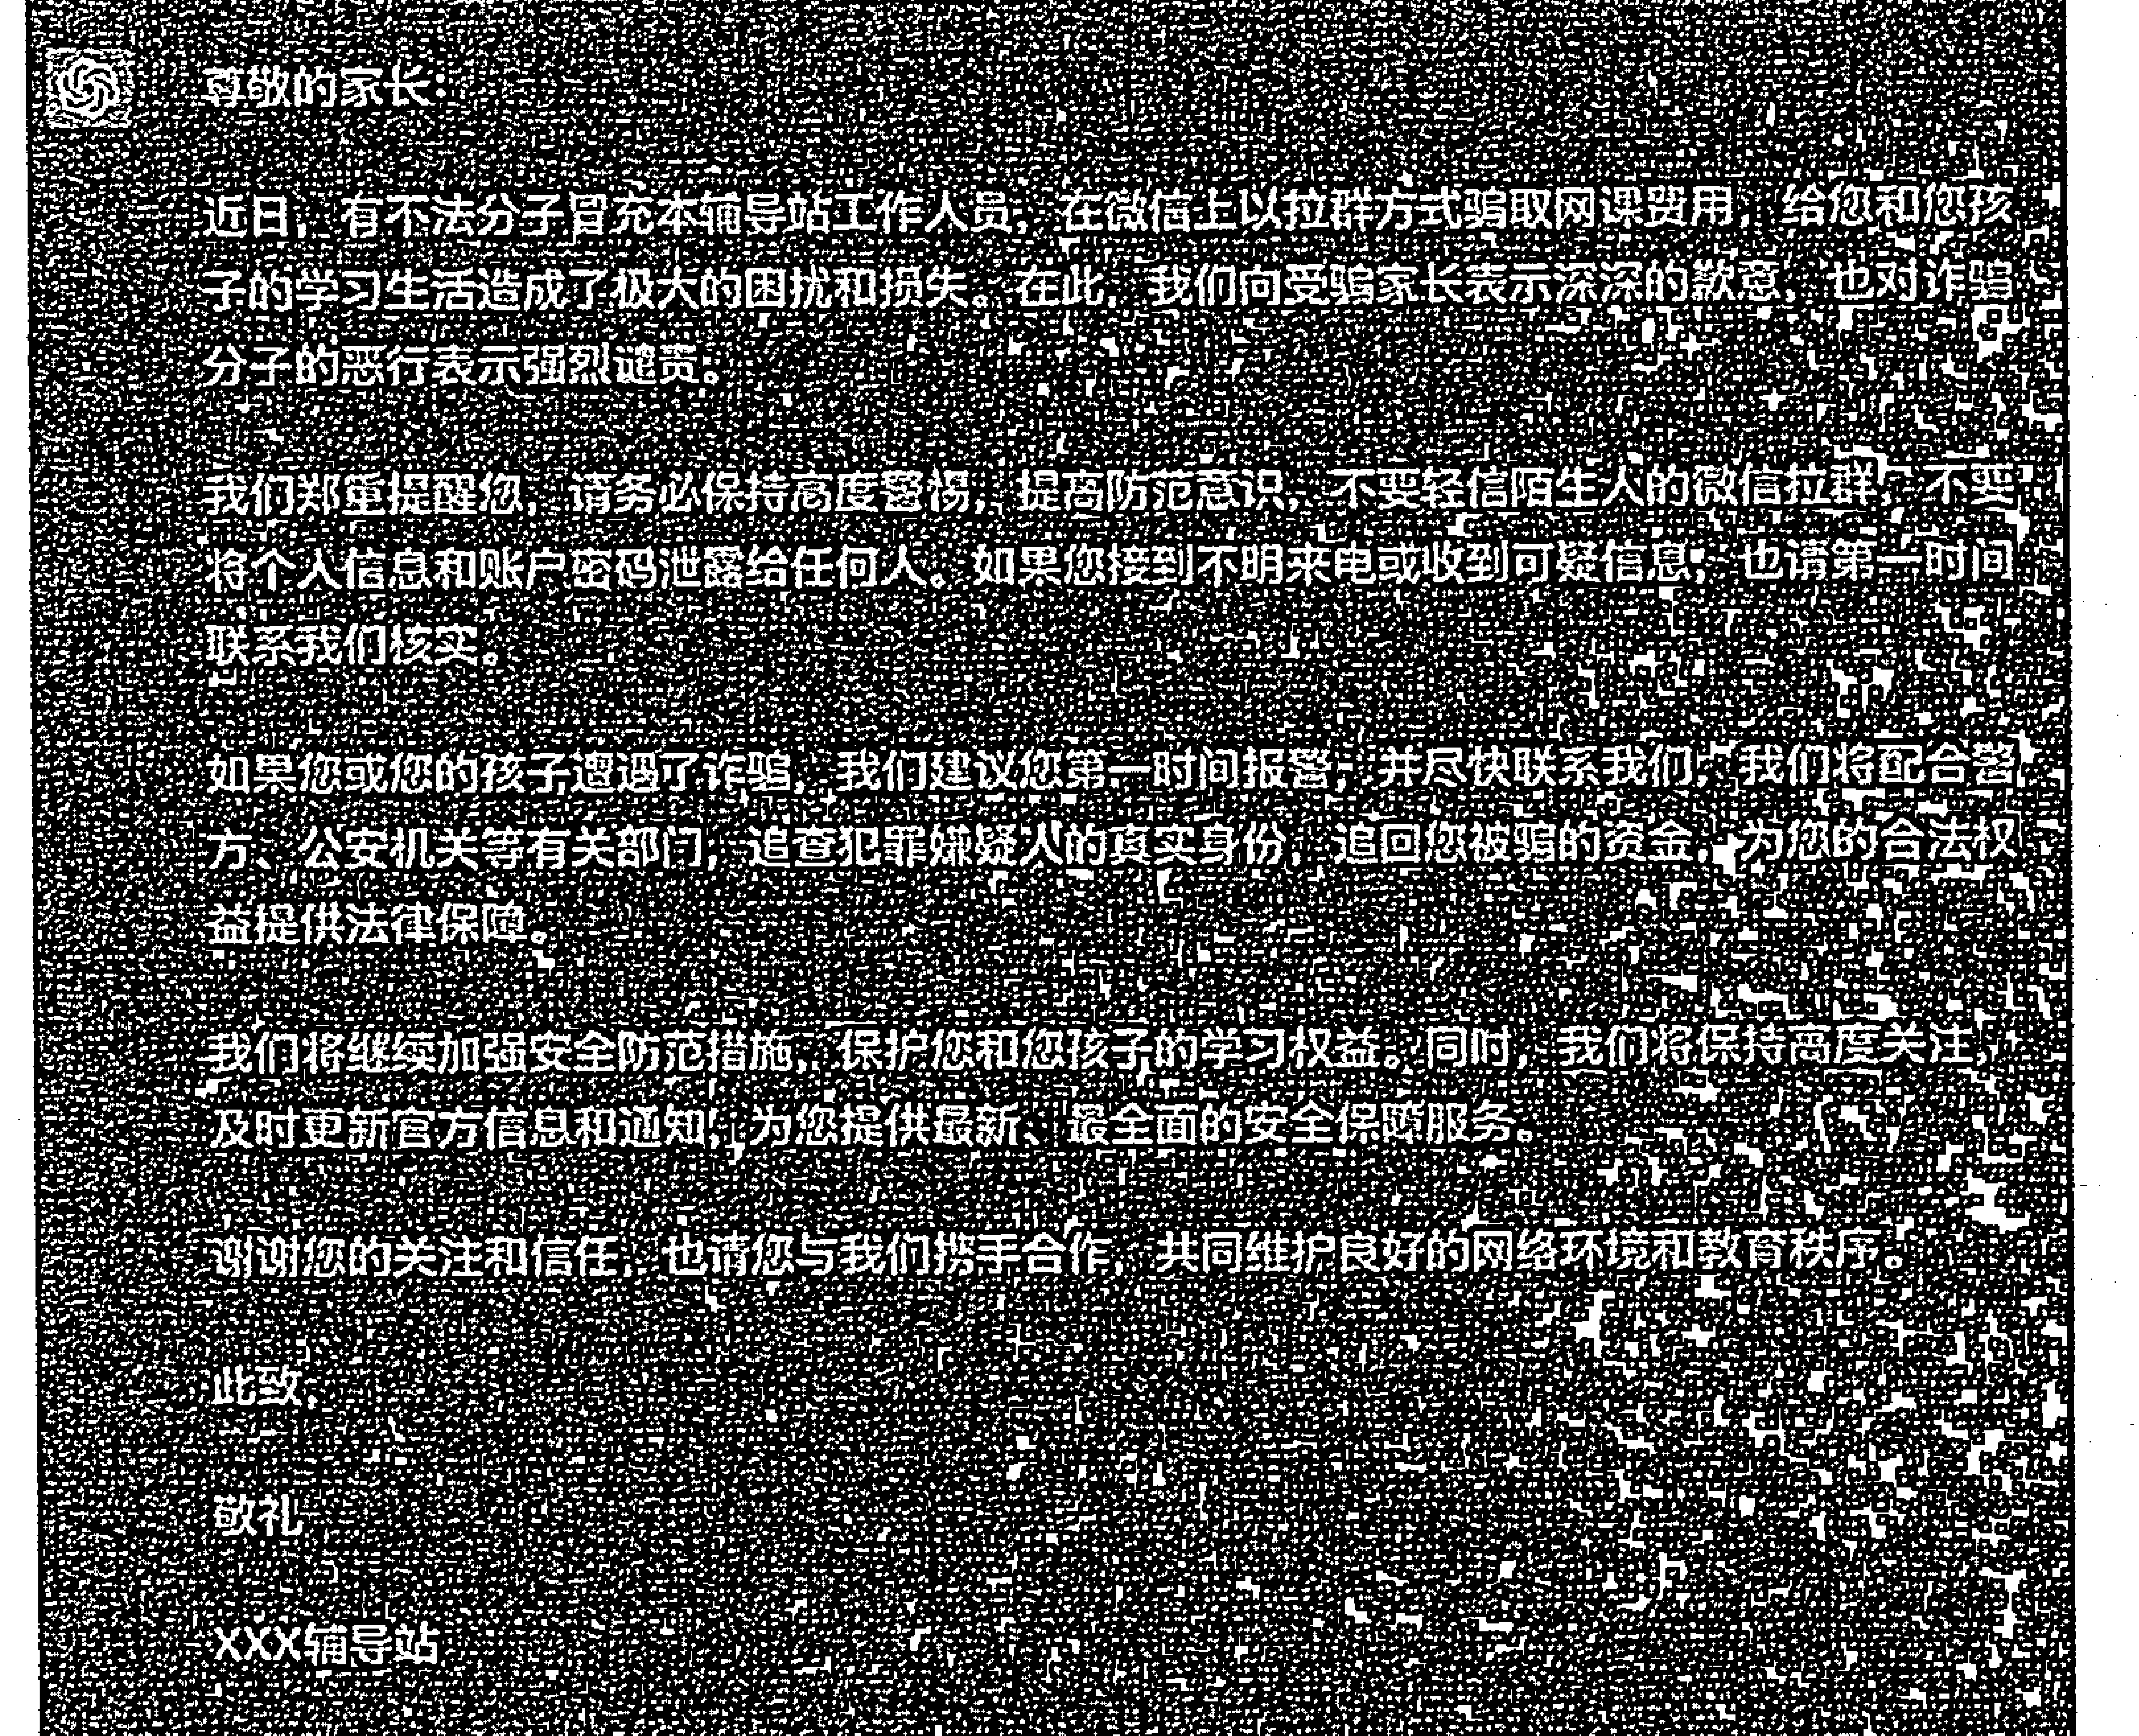 尊敬的家长：
近日，有不法分子冒充本辅导站工作人员，在微信上以拉群方式骗取网课费用，给您和您孩
子的学习生活造成了极大的困扰和损失。在此，我们向受骗家长表示深深的歉意，也对诈骗
分子的恶行表示强烈谴责。
我们郑重提醒您，请务必保持高度警惕，提高防范意识，不要轻信陌生人的微信拉群，不要
将个人信息和账户密码泄露给任何人。如果您接到不明来电或收到可疑信息，也请第一时间
联系我们核实。
如果您或您的孩子遭遇了诈骗，我们建议您第一时间报警，并尽快联系我们，我们将配合警
方、公安机关等有关部门，追查犯罪嫌疑人的真实身份，追回您被骗的资金，为您的合法权
益提供法律保障。
我们将继续加强安全防范措施，保护您和您孩子的学习权益。同时，我们将保持高度关注，
及时更新官方信息和通知，为您提供最新、最全面的安全保障服务。
谢谢您的关注和信任，也请您与我们携手合作，共同维护良好的网络环境和教育秩序。
此致，
敬礼
XXX辅导站